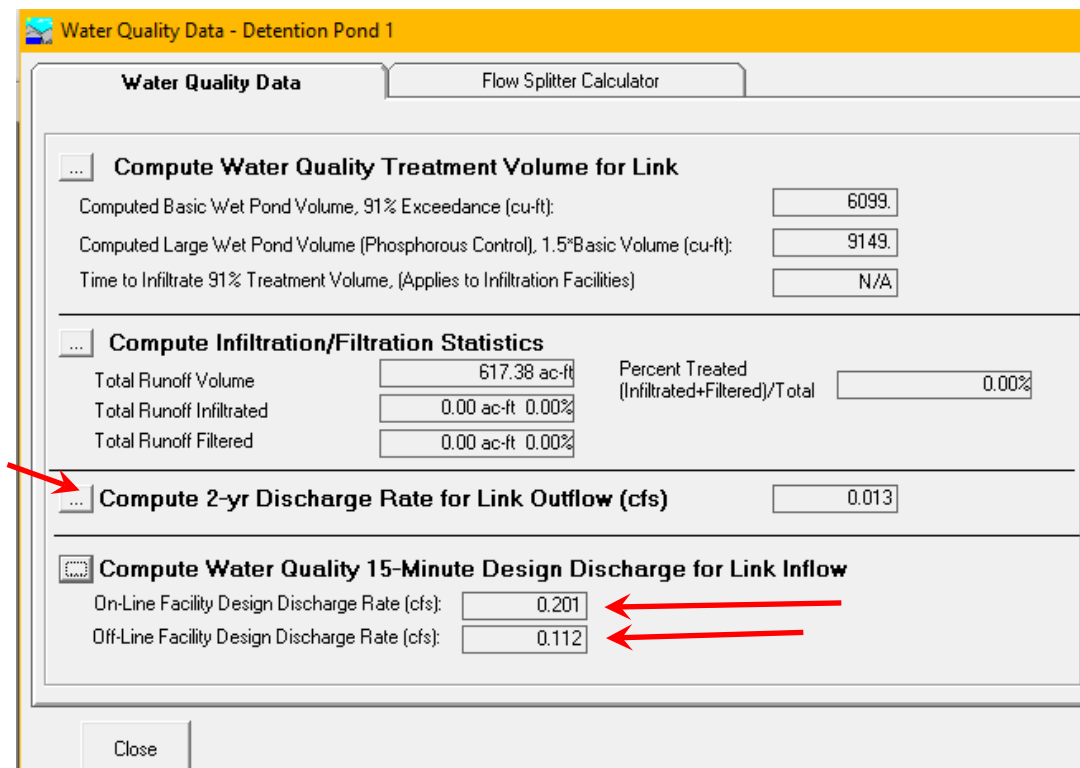 Water Quality Data - Detention Pond 1
Water Quality Data
Flow Splitter Calculator
... Compute Water Quality Treatment Volume for Link
Computed Basic Wet Pond Volume, 91% Exceedance (cu-ft): 6099.
Computed Large Wet Pond Volume (Phosphorous Control), 1.5*Basic Volume (cu-ft): 9149.
Time to Infiltrate 91% Treatment Volume, (Applies to Infiltration Facilities) N/A
... Compute Infiltration/Filtration Statistics
Total Runoff Volume 617.38 ac-ft
Total Runoff Infiltrated 0.00 ac-ft 0.00%
Total Runoff Filtered 0.00 ac-ft 0.00%
Percent Treated
(Infiltrated+Filtered)/Total 0.00%
... Compute 2-yr Discharge Rate for Link Outflow (cfs) 0.013
... Compute Water Quality 15-Minute Design Discharge for Link Inflow
On-Line Facility Design Discharge Rate (cfs): 0.201
Off-Line Facility Design Discharge Rate (cfs): 0.112
Close